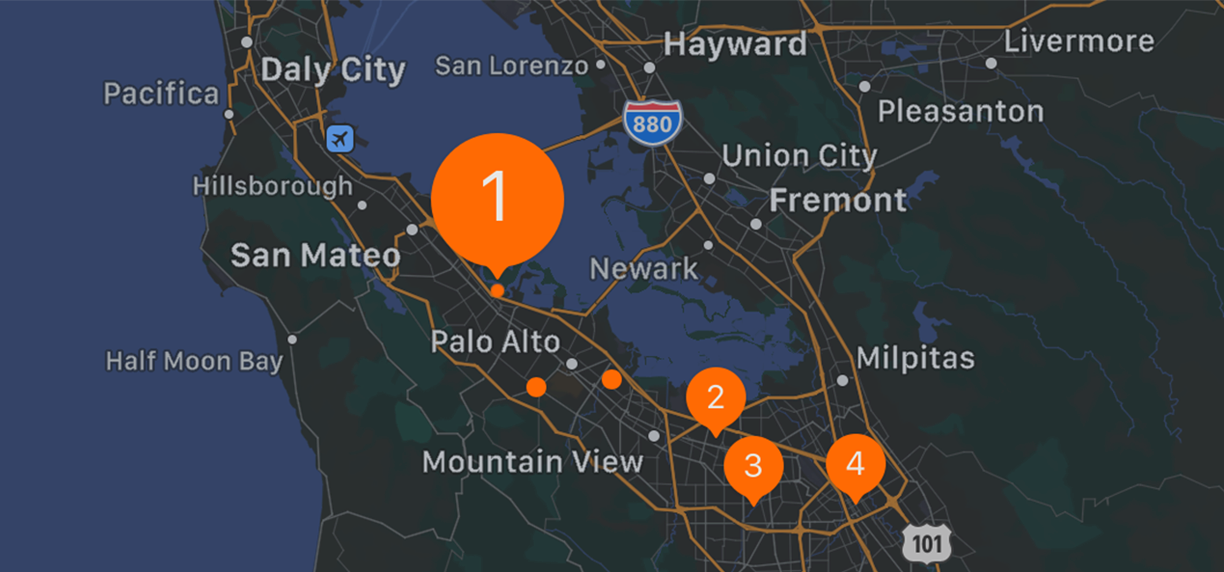 Hayward
Livermore
Daly City
San Lorenzo
Pacifica
Pleasanton
880
Union City
Hillsborough
1
Fremont
San Mateo
Newark
Palo Alto
Half Moon Bay
Milpitas
2
Mountain View
3
4
101